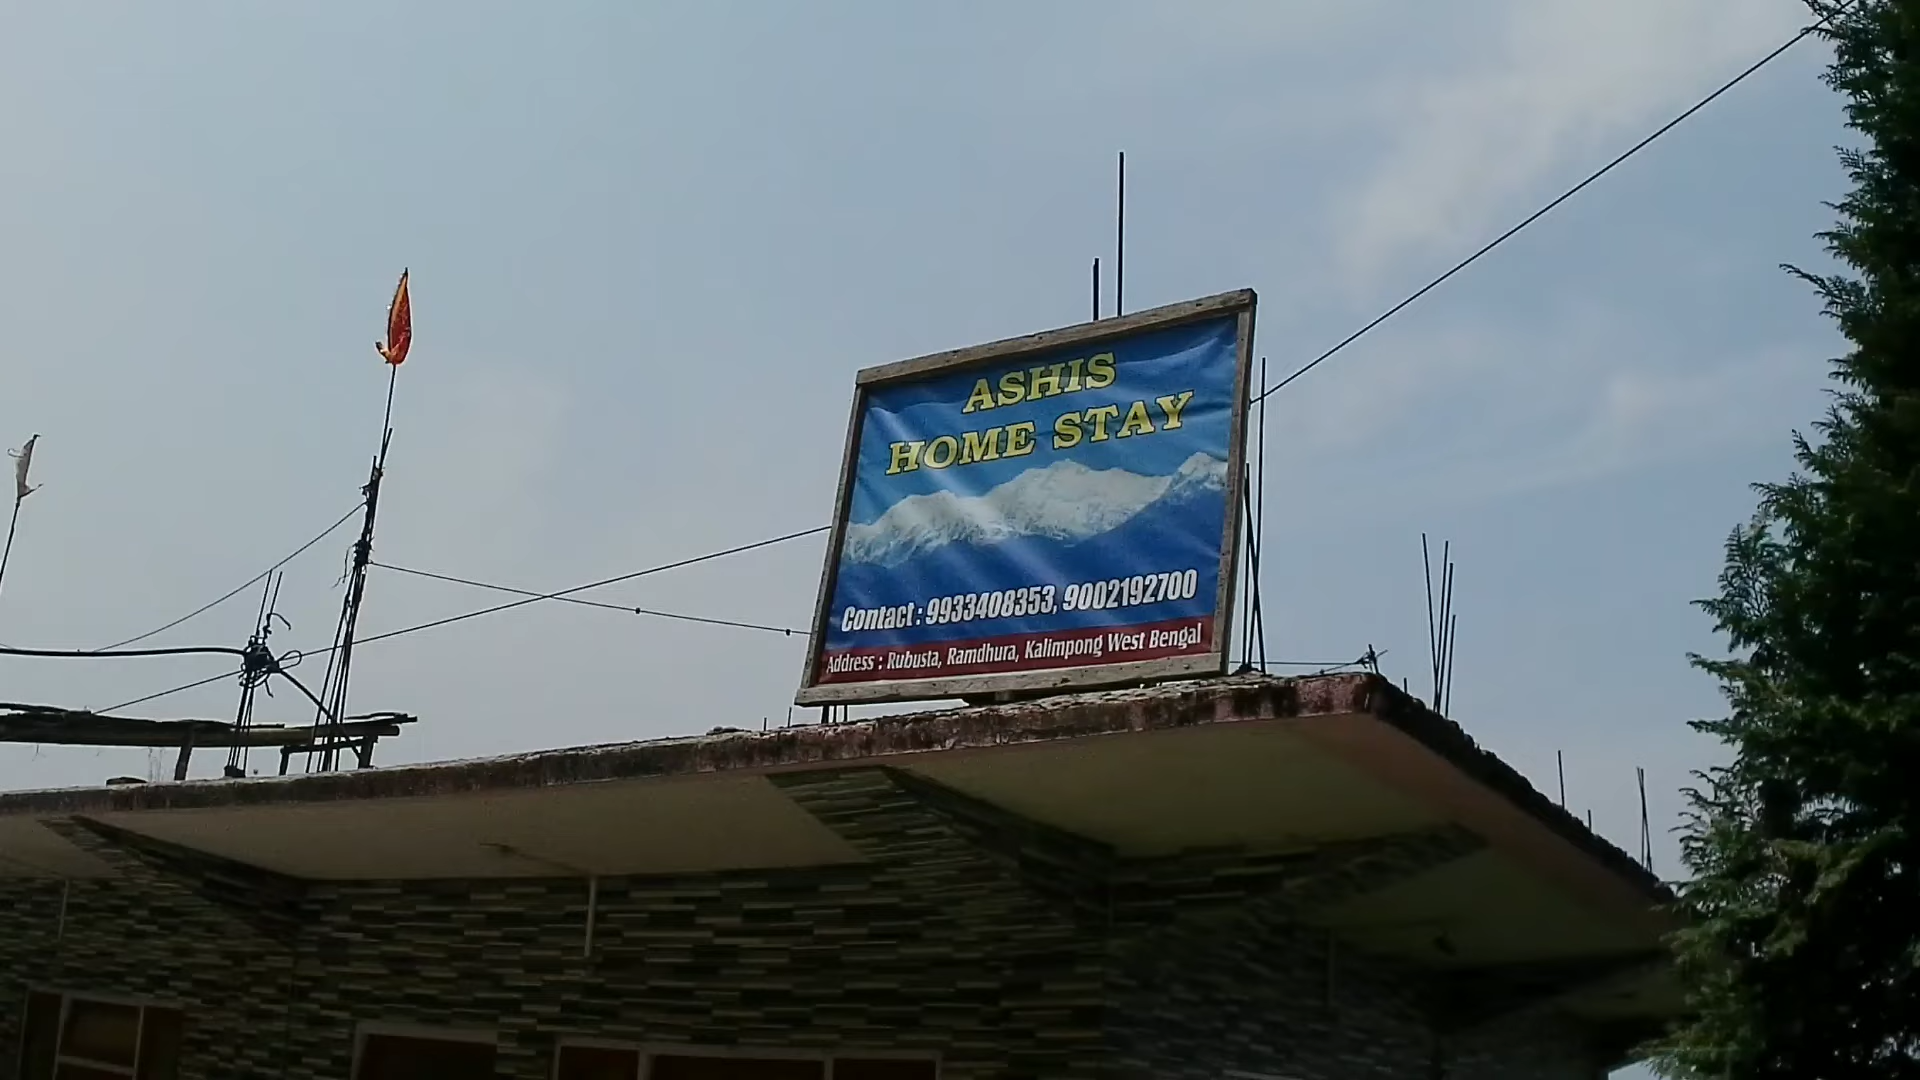 ASHIS
HOME STAY
Contact : 9933408353, 9002192700
Address : Rubusta, Ramdhura, Kalimpong West Bengal